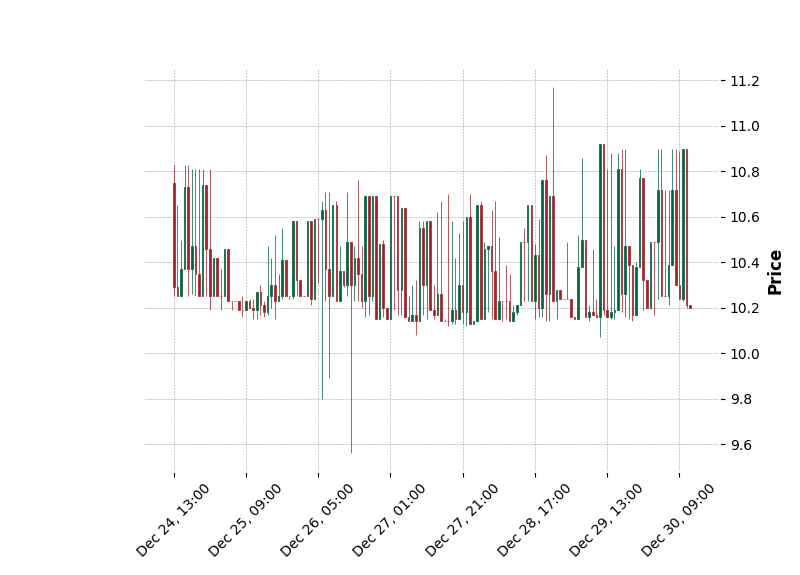 11.2
11.0
10.8
10.6
10.4
10.2
10.0
9.8
9.6
Price
Dec 24, 13:00
Dec 25, 09:00
Dec 26, 05:00
Dec 27, 01:00
Dec 27, 21:00
Dec 28, 17:00
Dec 29, 13:00
Dec 30, 09:00